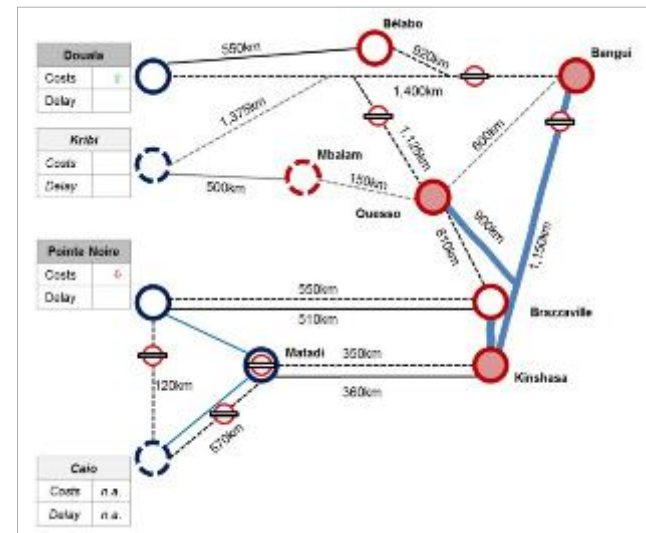 Bélabo
Douala
550km
920km
Bangui
Costs
Delay
1,400km
1,375km
1,125km
600km
Kribi
Costs
Delay
Mbalam
500km
150km
Ouesso
900km
610km
1,150km
Pointe Noire
Costs
Delay
550km
510km
Brazzaville
Matadi
350km
Kinshasa
120km
360km
570km
Caio
Costs n.a.
Delay n.a.